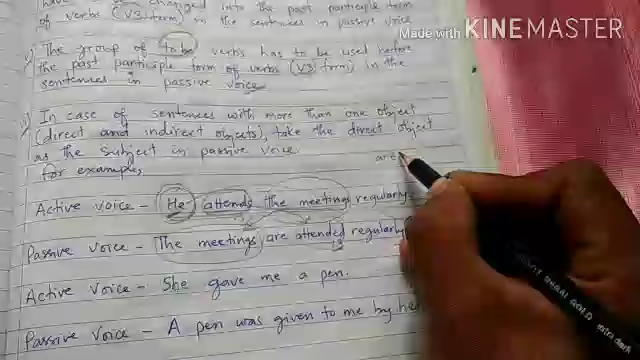 changed into the past participle form
of verbs (V3 form) in the sentences in passive voice
Made with KINEMASTER
The group of to be verbs has to be used before
the past participle form of verbs (V3 form) in the
sentences in passive voice
In case of sentences with more than one object
(direct and indirect objects), take the direct object
as the subject in passive voice.
are
For example,
Active voice - He attends the meetings regularly.
Passive voice - The meetings are attended regularly
Active voice - She gave me a pen.
Passive voice - A pen was given to me by her